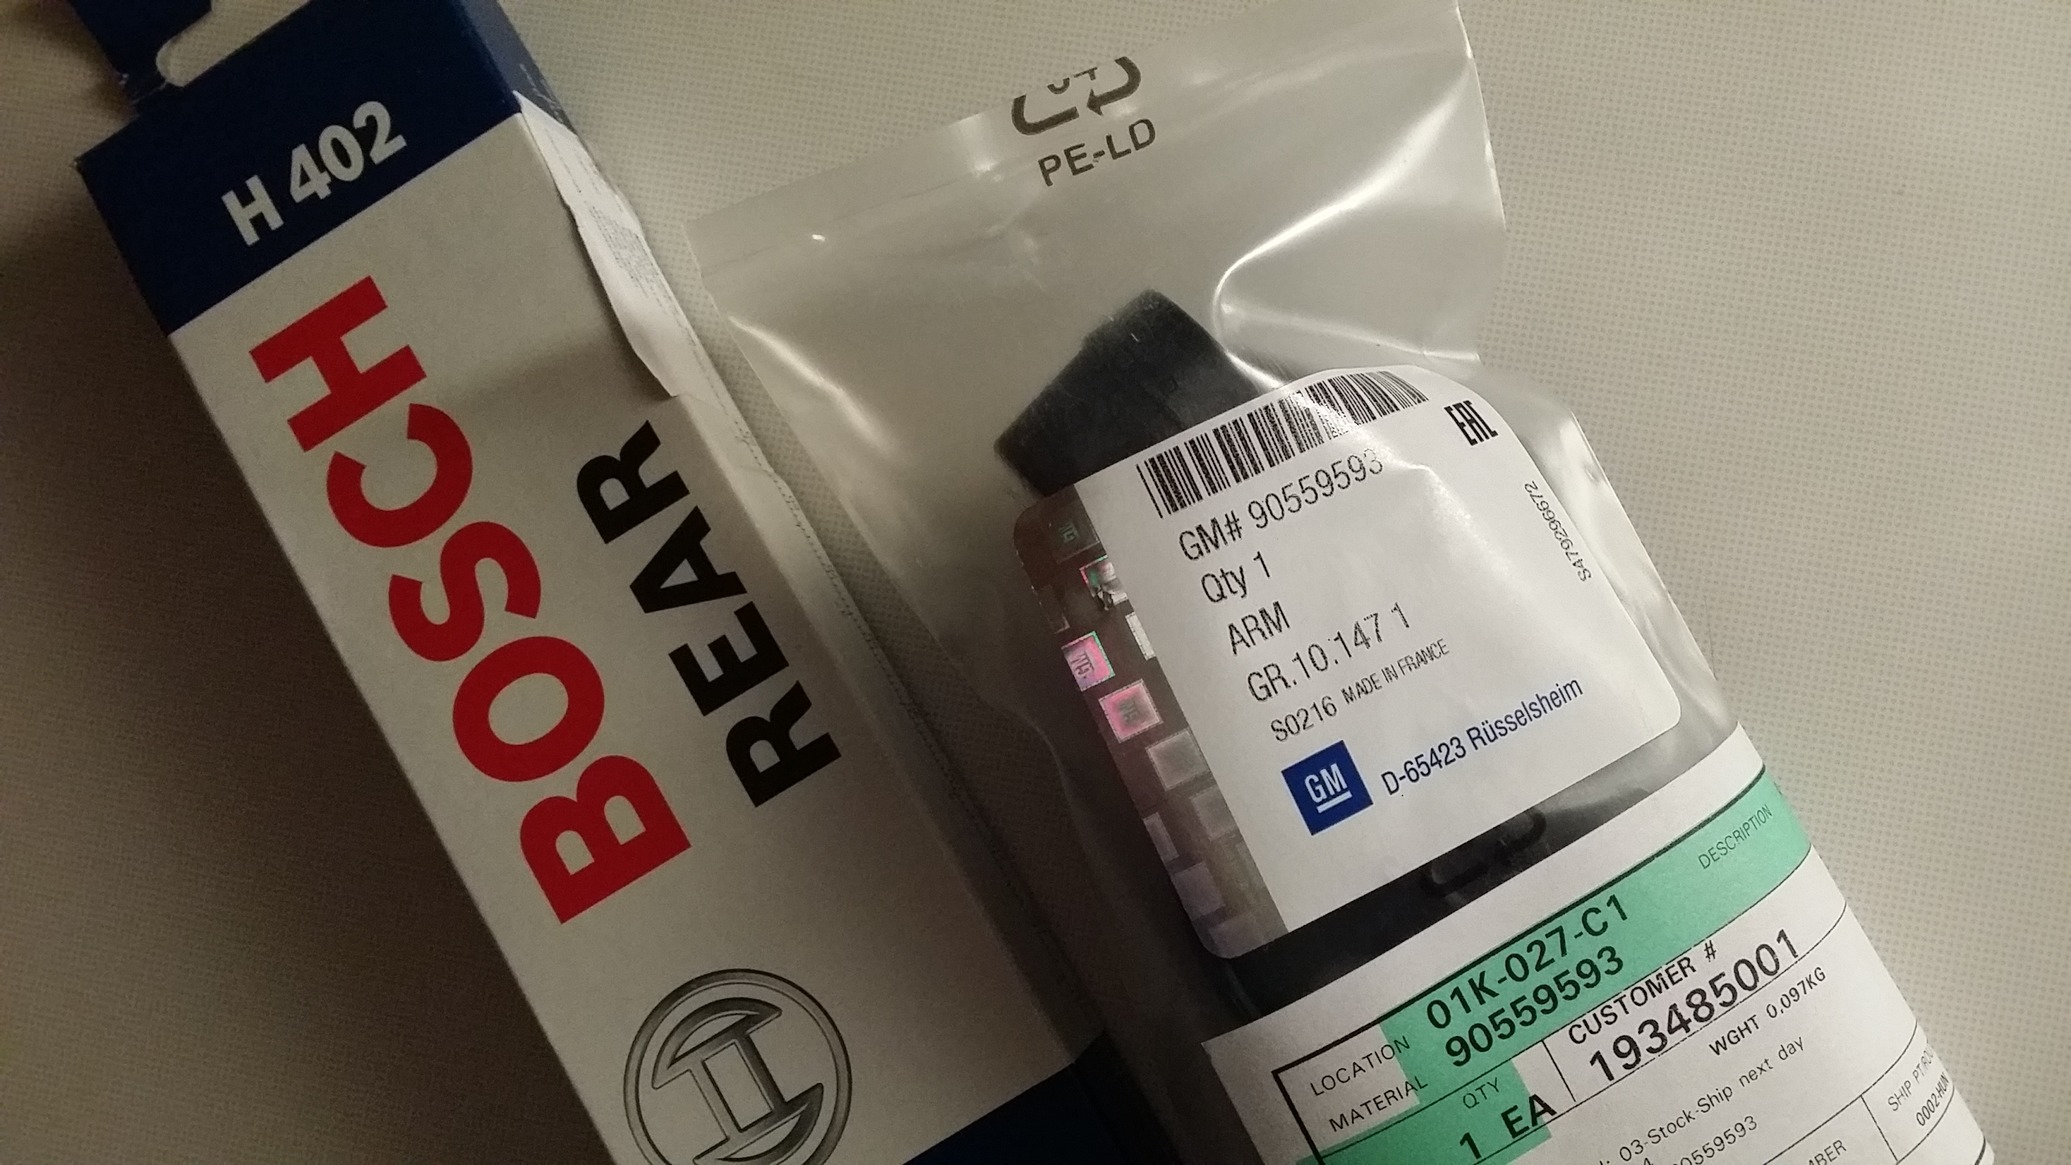 H 402
BOSCH
REAR
PE-LD
EAC
GM# 90559593
Qty 1
ARM
GR.10.147 1
S0216 MADE IN FRANCE
GM
D-65423 Rüsselsheim
S479296672
DESCRIPTION
LOCATION 01K-027-C1
MATERIAL 90559593
QTY
1 EA
CUSTOMER #
193485001
WGHT 0.097KG
03-Stock-Ship next day